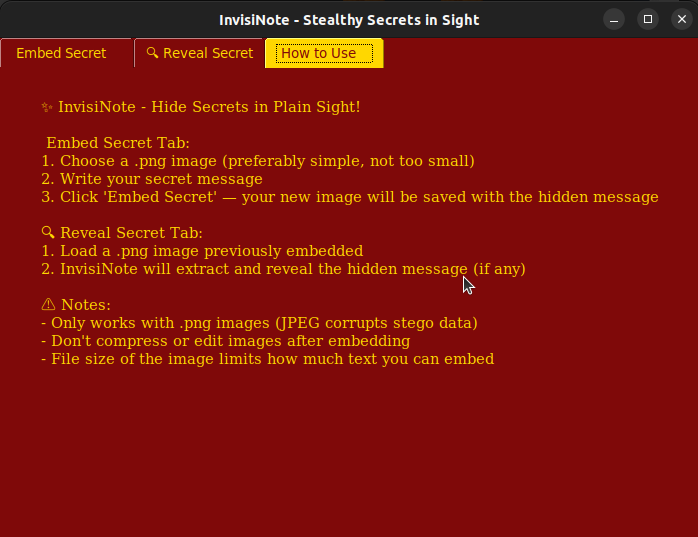 InvisiNote - Stealthy Secrets in Sight
Embed Secret
🔍 Reveal Secret
How to Use
✨ InvisiNote - Hide Secrets in Plain Sight!
Embed Secret Tab:
1. Choose a .png image (preferably simple, not too small)
2. Write your secret message
3. Click 'Embed Secret' — your new image will be saved with the hidden message
🔍 Reveal Secret Tab:
1. Load a .png image previously embedded
2. InvisiNote will extract and reveal the hidden message (if any)
⚠ Notes:
- Only works with .png images (JPEG corrupts stego data)
- Don't compress or edit images after embedding
- File size of the image limits how much text you can embed